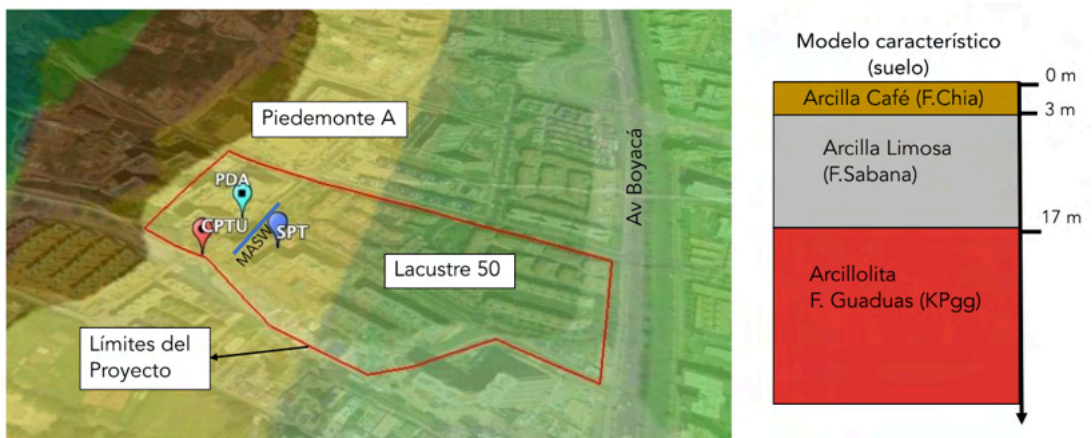 Piedemonte A
PDA
CPTU
SPT
MASW
Lacustre 50
Av Boyacá
Límites del
Proyecto
Modelo característico
(suelo)
0 m
Arcilla Café (F.Chia)
3 m
Arcilla Limosa
(F.Sabana)
17 m
Arcillolita
F. Guaduas (KPgg)